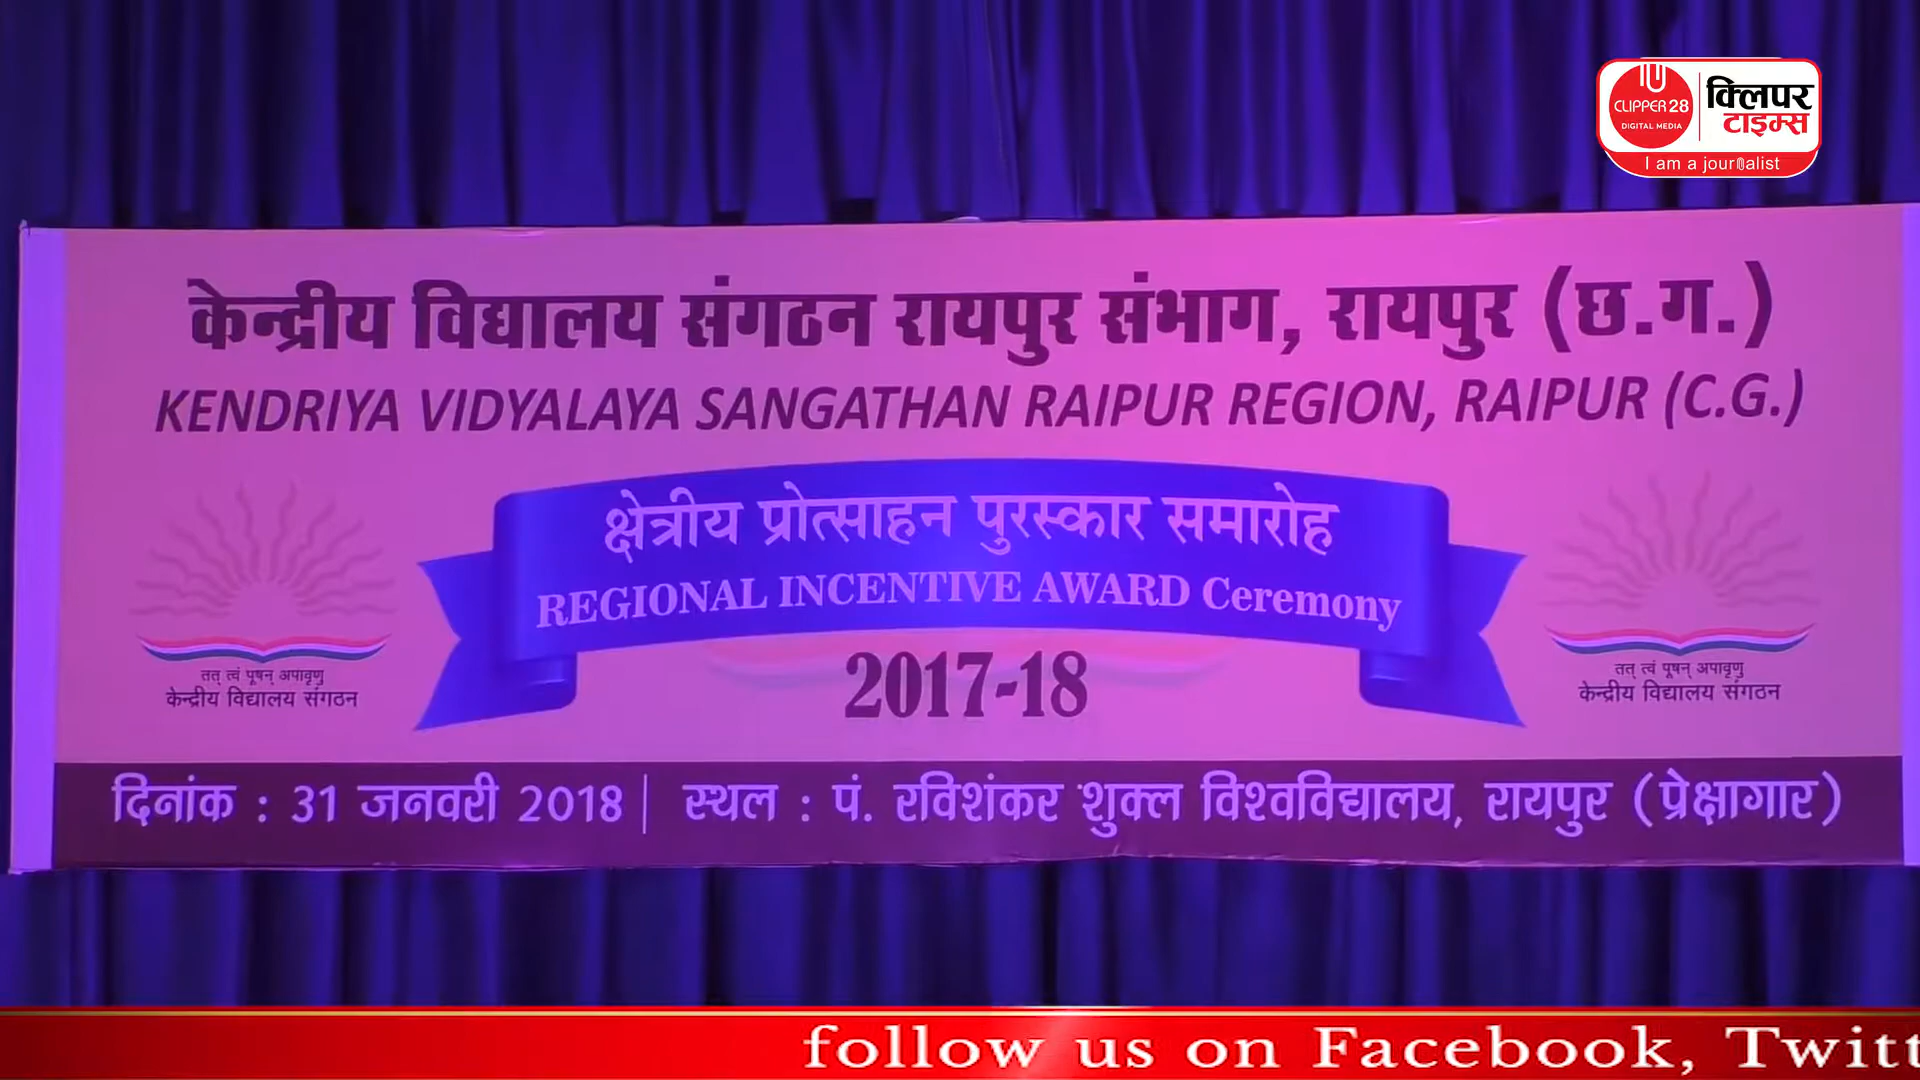 CLIPPER 28
DIGITAL MEDIA
क्लिपर
टाइम्स
I am a journalist
केन्द्रीय विद्यालय संगठन रायपुर संभाग, रायपुर (छ.ग.)
KENDRIYA VIDYALAYA SANGATHAN RAIPUR REGION, RAIPUR (C.G.)
क्षेत्रीय प्रोत्साहन पुरस्कार समारोह
REGIONAL INCENTIVE AWARD Ceremony
2017-18
तत् त्वं पूषन् अपावृणु
केन्द्रीय विद्यालय संगठन
तत् त्वं पूषन् अपावृणु
केन्द्रीय विद्यालय संगठन
दिनांक : 31 जनवरी 2018 | स्थल : पं. रविशंकर शुक्ल विश्वविद्यालय, रायपुर (प्रेक्षागार)
follow us on Facebook, Twitt